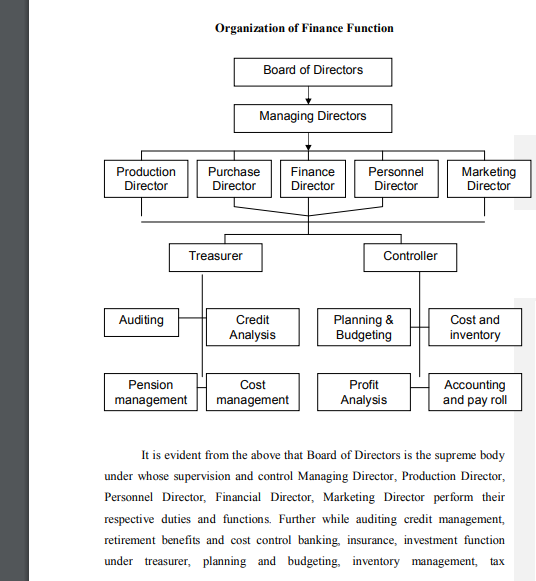 Organization of Finance Function
Board of Directors
Managing Directors
Production
Director
Purchase
Director
Finance
Director
Personnel
Director
Marketing
Director
Treasurer
Controller
Auditing
Credit
Analysis
Planning &
Budgeting
Cost and
inventory
Pension
management
Cost
management
Profit
Analysis
Accounting
and pay roll
It is evident from the above that Board of Directors is the supreme body
under whose supervision and control Managing Director, Production Director,
Personnel Director, Financial Director, Marketing Director perform their
respective duties and functions. Further while auditing credit management,
retirement benefits and cost control banking, insurance, investment function
under treasurer, planning and budgeting, inventory management, tax